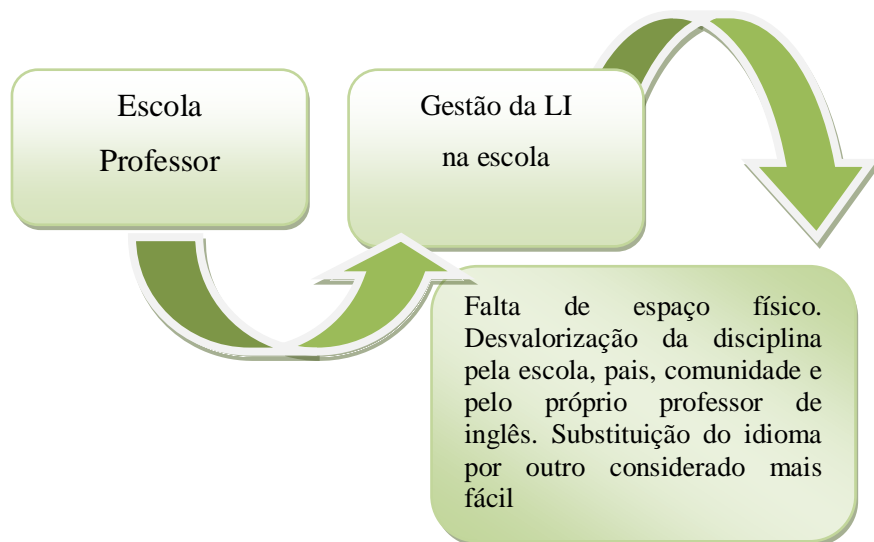 Escola
Professor
Gestão da LI
na escola
Falta de espaço físico.
Desvalorização da disciplina
pela escola, pais, comunidade e
pelo próprio professor de
inglês. Substituição do idioma
por outro considerado mais
fácil